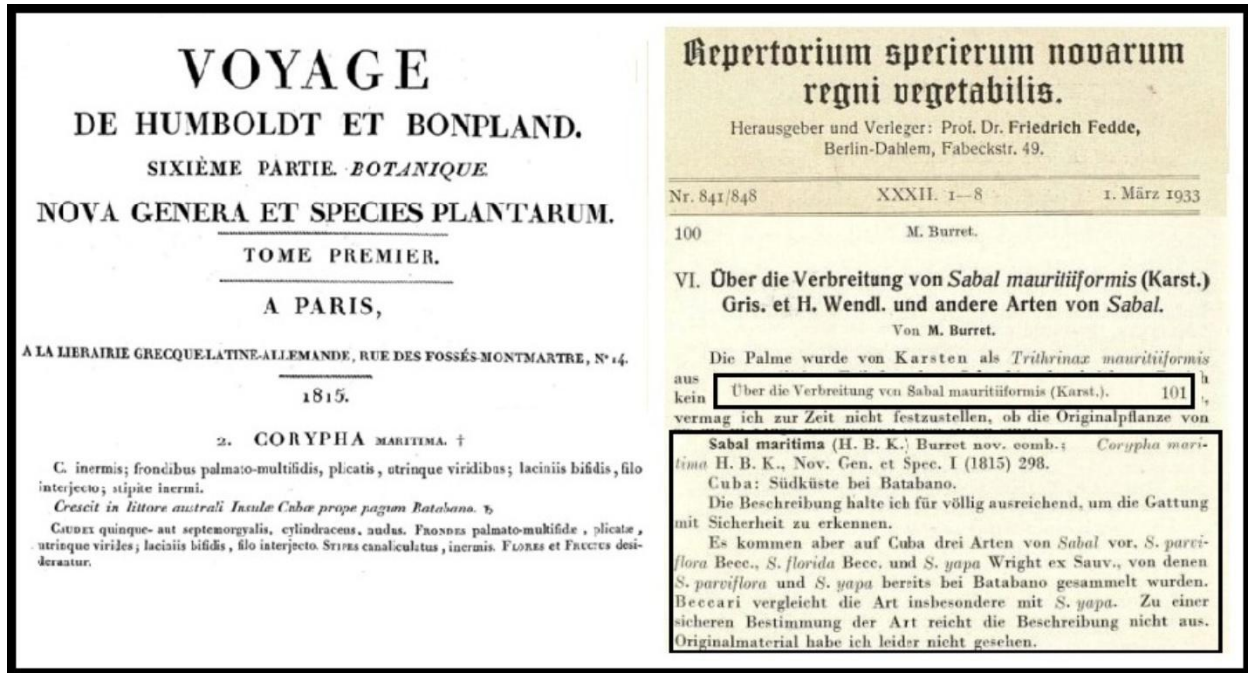 VOYAGE
DE HUMBOLDT ET BONPLAND.
SIXIÈME PARTIE. BOTANIQUE
NOVA GENERA ET SPECIES PLANTARUM.
TOME PREMIER.
A PARIS,
A LA LIBRAIRIE GRECQUE-LATINE-ALLEMANDE, RUE DES FOSSÉS-MONTMARTRE, Nº 14.
1815.
2. CORYPHA MARITIMA. †
C. inermis; frondibus palmato-multifidis, plicatis, utrinque viridibus; laciniis bifidis, filo
interjecto; stipite inermi.
Crescit in littore australi Insulæ Cubæ prope pagum Batabano. ♄
CAUDEX quinque- aut septemorgyalis, cylindraceus, nudus. FRONDES palmato-multifidæ, plicatæ,
utrinque virides; laciniis bifidis, filo interjecto. STIPES canaliculatus, inermis. FLORES et FRUCTUS desi-
derantur.
Repertorium specierum novarum
regni vegetabilis.
Herausgeber und Verleger: Prof. Dr. Friedrich Fedde,
Berlin-Dahlem, Fabeckstr. 49.
Nr. 841/848 XXXII. 1—8 1. März 1933
100 M. Burret.
VI. Über die Verbreitung von Sabal mauritiiformis (Karst.)
Gris. et H. Wendl. und andere Arten von Sabal.
Von M. Burret.
Die Palme wurde von Karsten als Trithrinax mauritiiformis
aus
kein
Über die Verbreitung von Sabal mauritiiformis (Karst.). 101
vermag ich zur Zeit nicht festzustellen, ob die Originalpflanze von
Sabal maritima (H. B. K.) Burret nov. comb.; Corypha mari-
tima H. B. K., Nov. Gen. et Spec. I (1815) 298.
Cuba: Südküste bei Batabano.
Die Beschreibung halte ich für völlig ausreichend, um die Gattung
mit Sicherheit zu erkennen.
Es kommen aber auf Cuba drei Arten von Sabal vor, S. parvi-
flora Becc., S. florida Becc. und S. yapa Wright ex Sauv., von denen
S. parviflora und S. yapa bereits bei Batabano gesammelt wurden.
Beccari vergleicht die Art insbesondere mit S. yapa. Zu einer
sicheren Bestimmung der Art reicht die Beschreibung nicht aus.
Originalmaterial habe ich leider nicht gesehen.